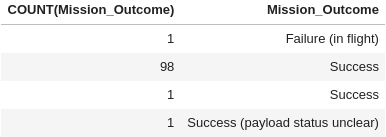 COUNT(Mission_Outcome) Mission_Outcome
1 Failure (in flight)
98 Success
1 Success
1 Success (payload status unclear)